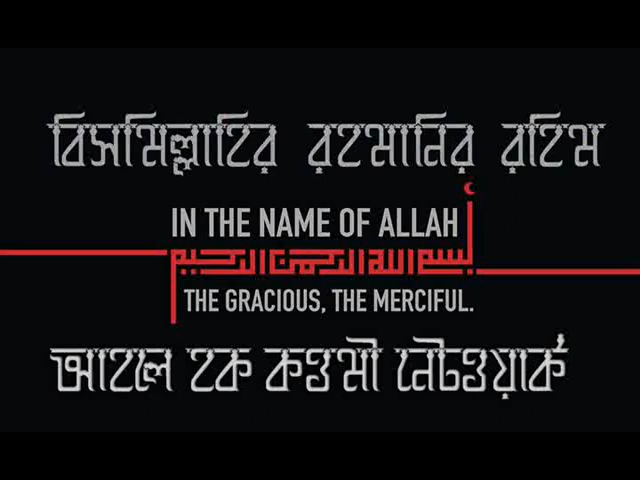 বিসমিল্লাহির রহমানির রহিম
IN THE NAME OF ALLAH
بسم الله الرحمن الرحيم
THE GRACIOUS, THE MERCIFUL.
আহলে হক কওমী নেটওয়ার্ক